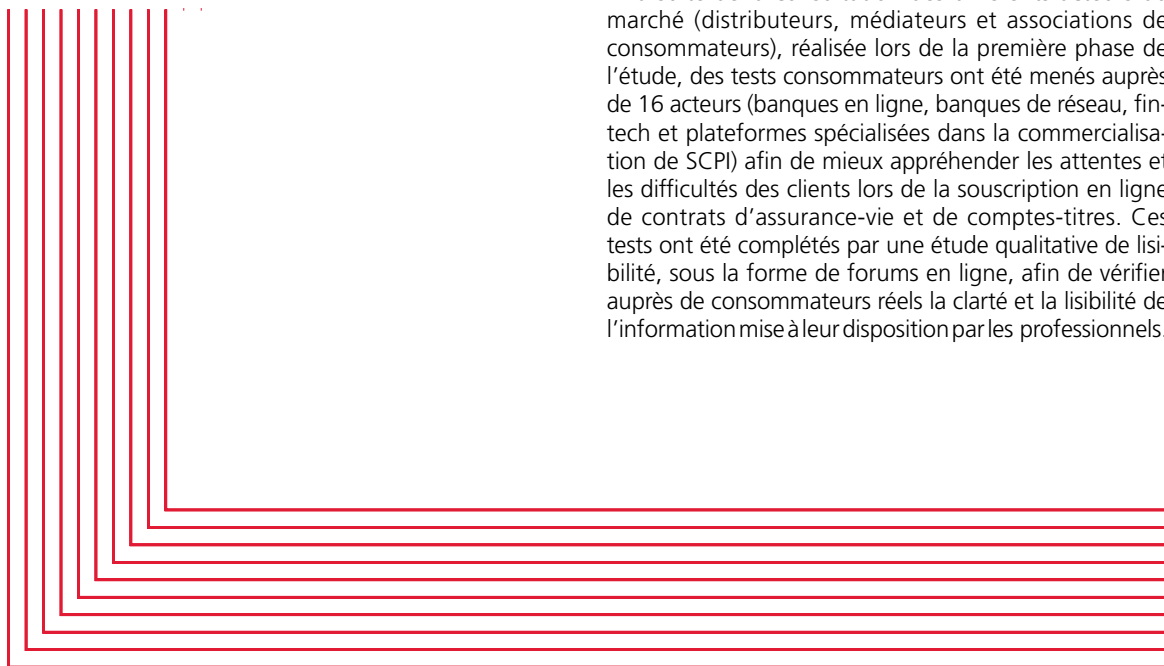 marché (distributeurs, médiateurs et associations de
consommateurs), réalisée lors de la première phase de
l'étude, des tests consommateurs ont été menés auprès
de 16 acteurs (banques en ligne, banques de réseau, fin-
tech et plateformes spécialisées dans la commercialisa-
tion de SCPI) afin de mieux appréhender les attentes et
les difficultés des clients lors de la souscription en ligne
de contrats d'assurance-vie et de comptes-titres. Ces
tests ont été complétés par une étude qualitative de lisi-
bilité, sous la forme de forums en ligne, afin de vérifier
auprès de consommateurs réels la clarté et la lisibilité de
l'information mise à leur disposition par les professionnels.